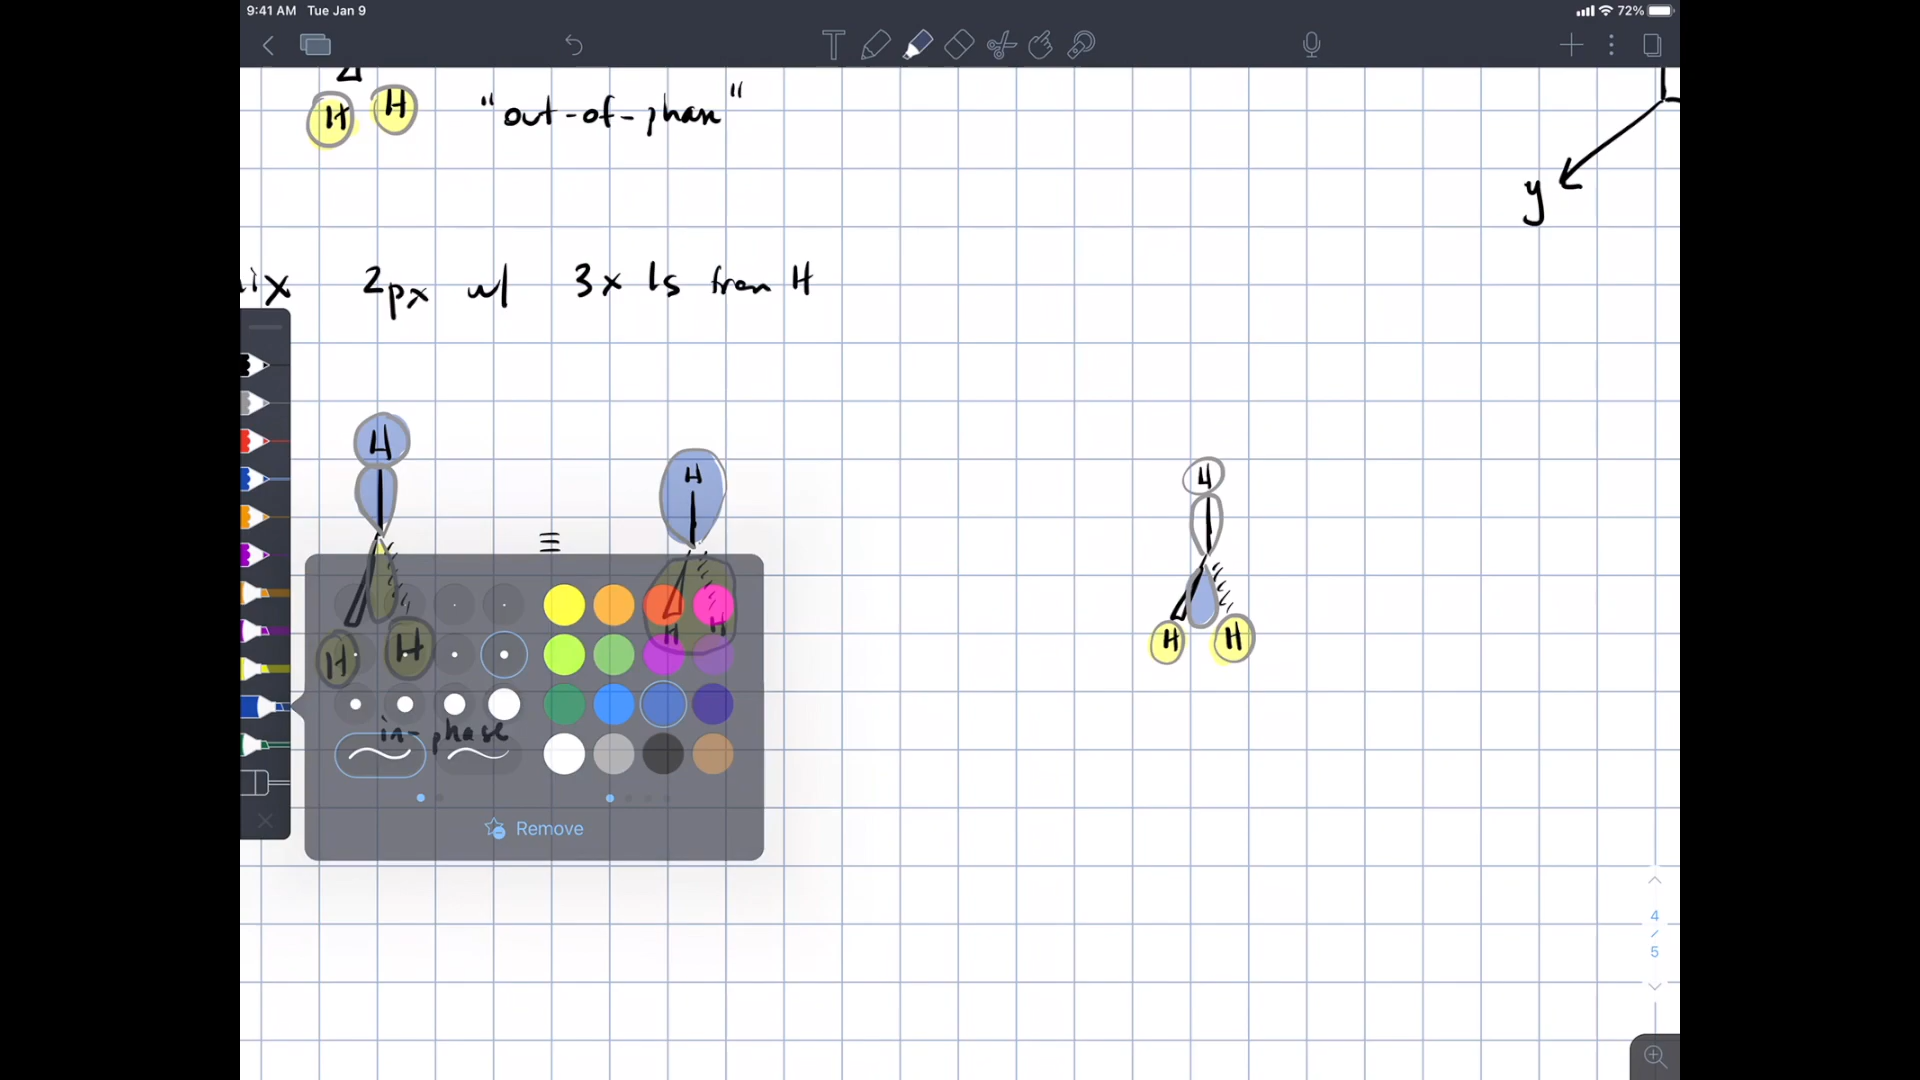 9:41 AM Tue Jan 9
72%
T
H H "out-of-phase"
y
ix 2px w/ 3x 1s from H
H
H
H
≡
H H
H H
H H
in-phase
Remove
4
/
5